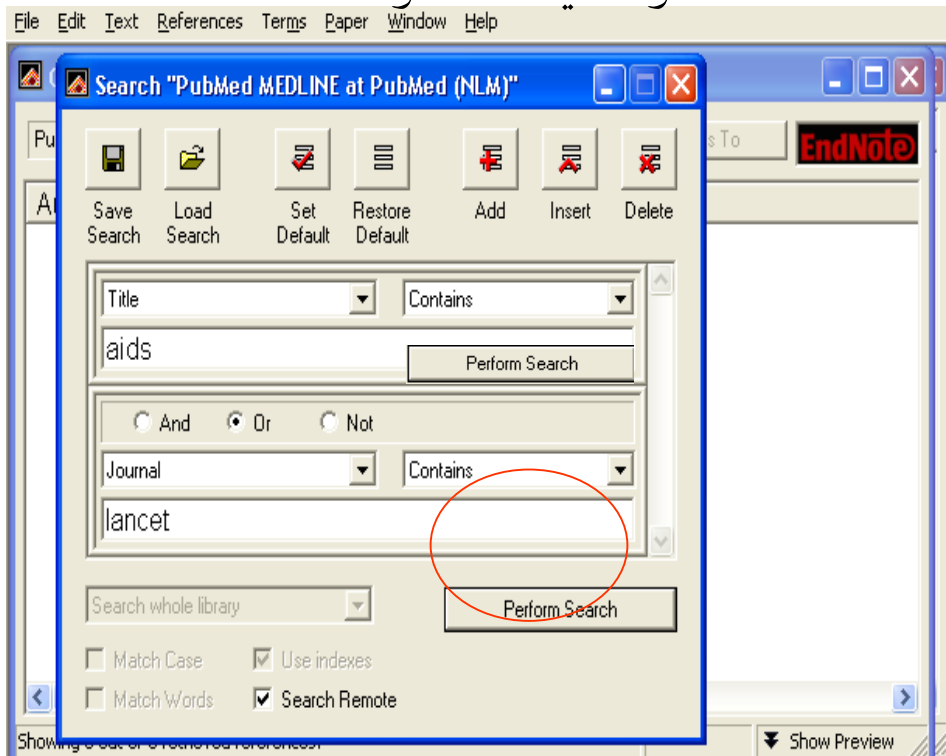 File Edit Text References Terms Paper Window Help
Search "PubMed MEDLINE at PubMed (NLM)"
Pu
s To
EndNote
Save Search
Load Search
Set Default
Restore Default
Add
Insert
Delete
Title
Contains
aids
Perform Search
And Or Not
Journal
Contains
lancet
Search whole library
Perform Search
Match Case
Use indexes
Match Words
Search Remote
Show Preview